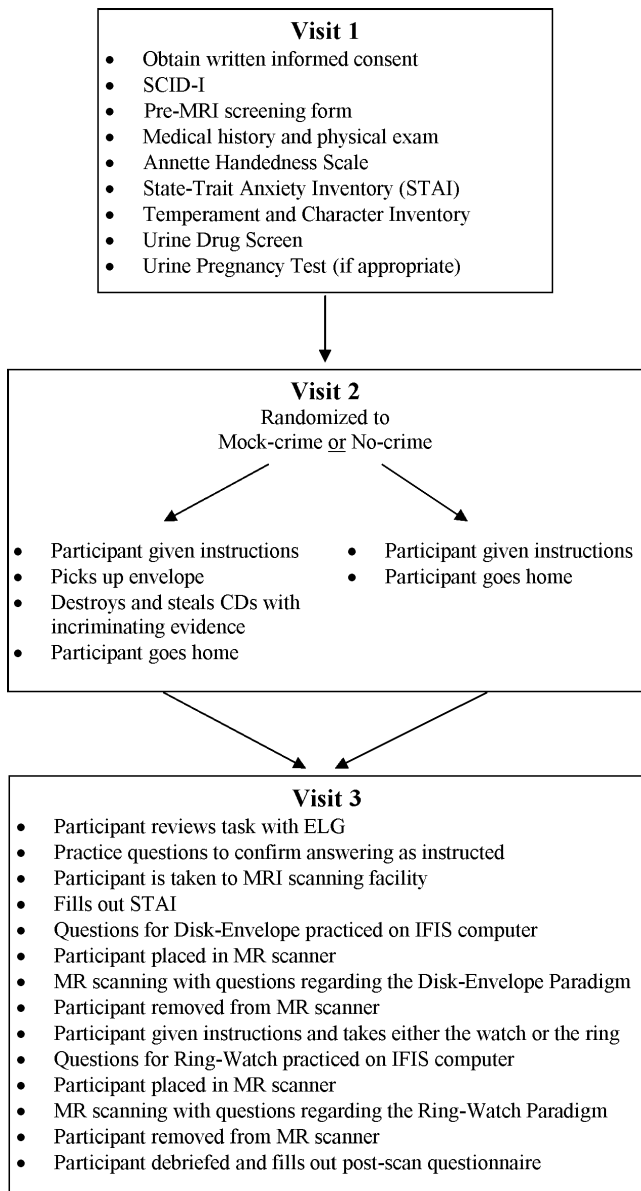 Visit 1
• Obtain written informed consent
• SCID-I
• Pre-MRI screening form
• Medical history and physical exam
• Annette Handedness Scale
• State-Trait Anxiety Inventory (STAI)
• Temperament and Character Inventory
• Urine Drug Screen
• Urine Pregnancy Test (if appropriate)
Visit 2
Randomized to
Mock-crime or No-crime
• Participant given instructions
• Picks up envelope
• Destroys and steals CDs with
incriminating evidence
• Participant goes home
• Participant given instructions
• Participant goes home
Visit 3
• Participant reviews task with ELG
• Practice questions to confirm answering as instructed
• Participant is taken to MRI scanning facility
• Fills out STAI
• Questions for Disk-Envelope practiced on IFIS computer
• Participant placed in MR scanner
• MR scanning with questions regarding the Disk-Envelope Paradigm
• Participant removed from MR scanner
• Participant given instructions and takes either the watch or the ring
• Questions for Ring-Watch practiced on IFIS computer
• Participant placed in MR scanner
• MR scanning with questions regarding the Ring-Watch Paradigm
• Participant removed from MR scanner
• Participant debriefed and fills out post-scan questionnaire